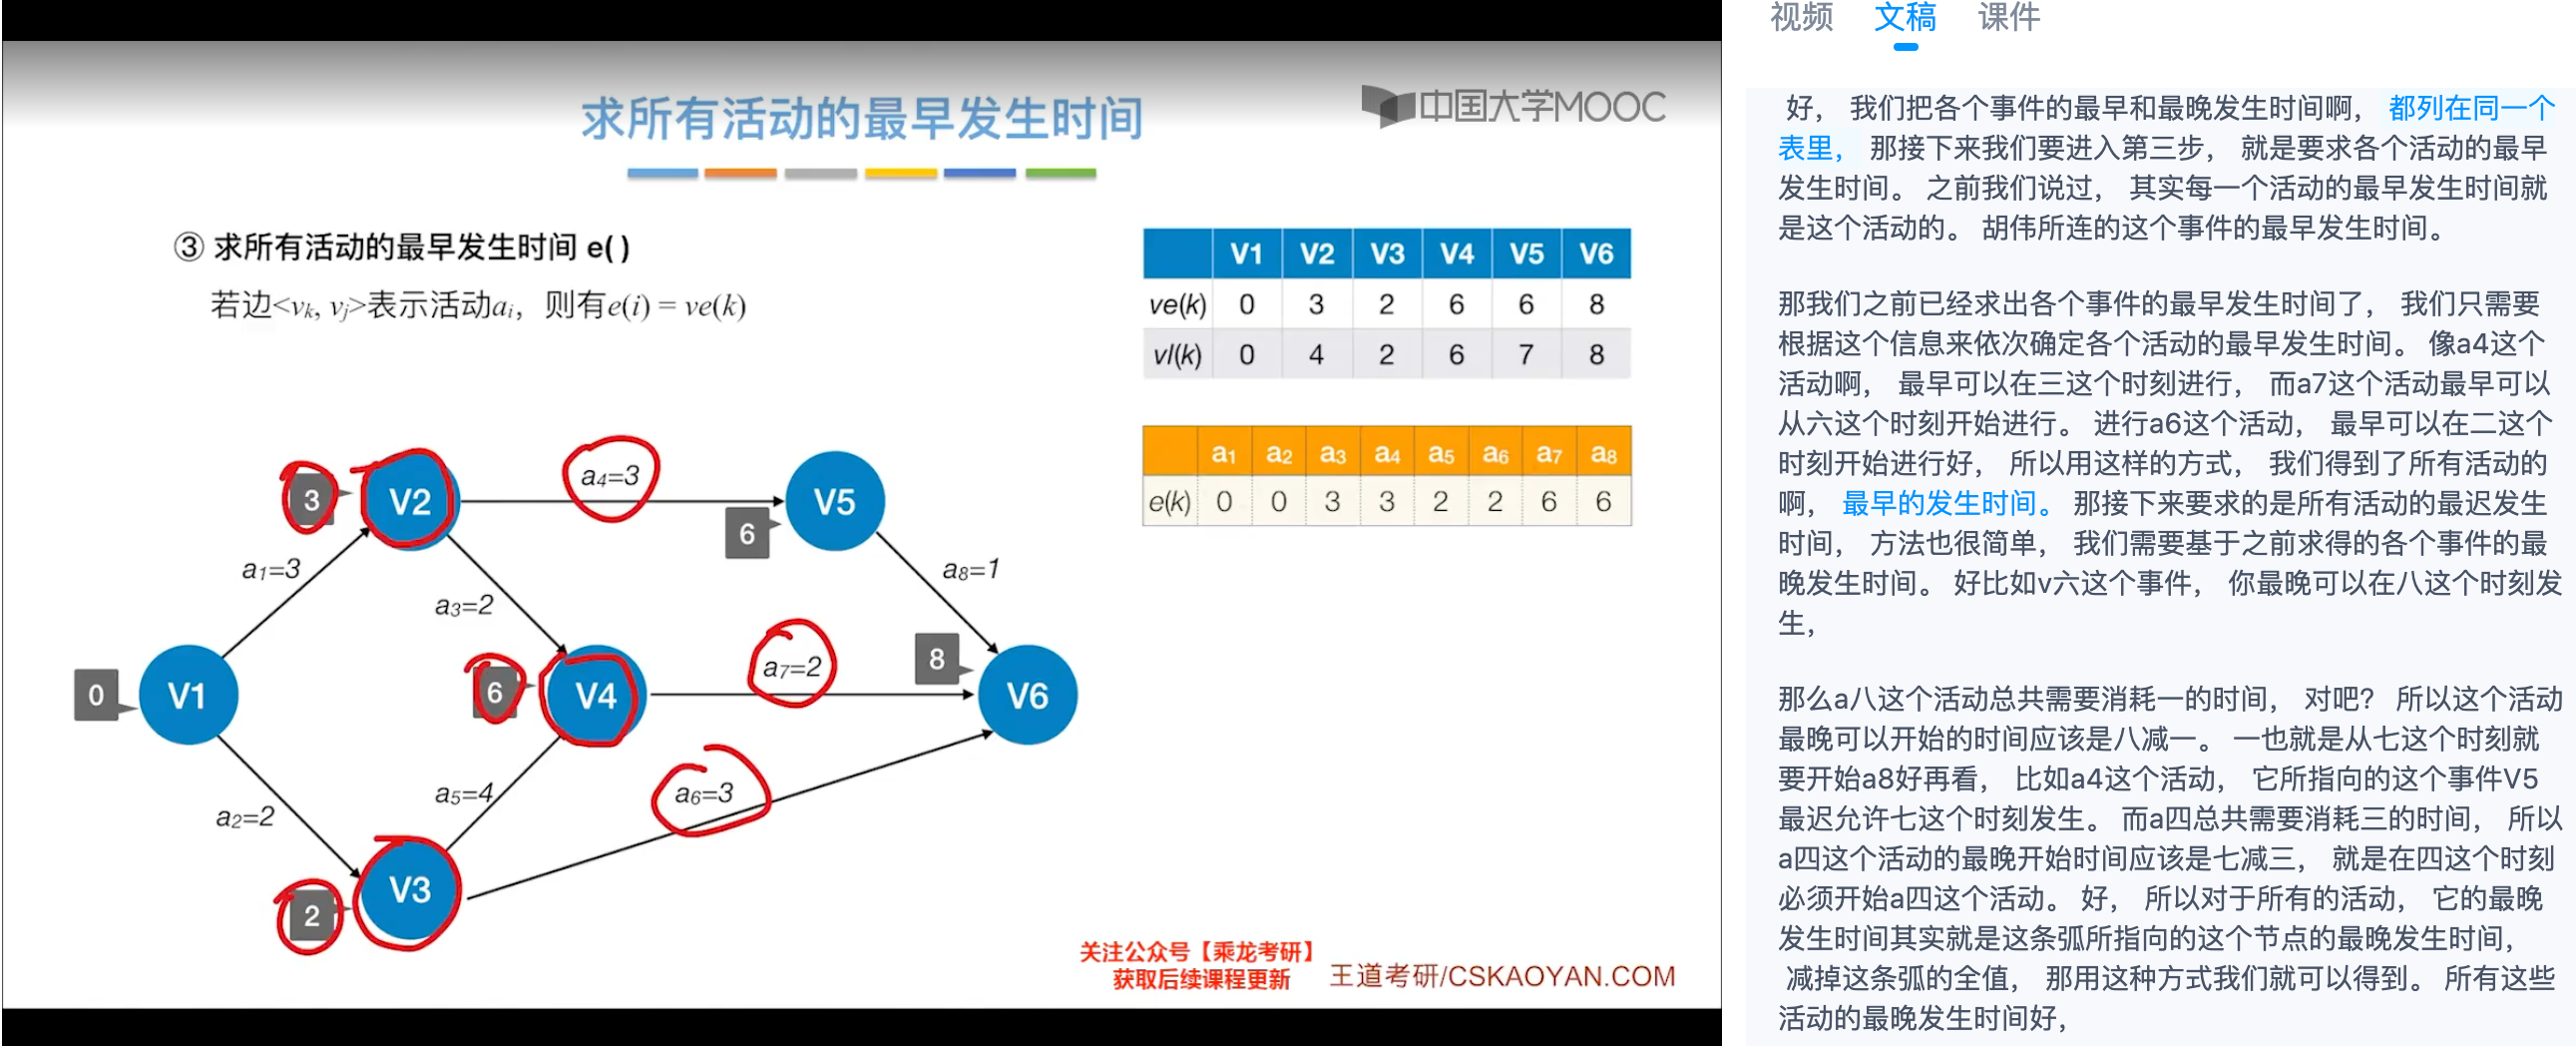 求所有活动的最早发生时间
中国大学MOOC
③ 求所有活动的最早发生时间 e( )
若边<vk, vj>表示活动ai，则有e(i) = ve(k)
V1 V2 V3 V4 V5 V6
ve(k) 0 3 2 6 6 8
vl(k) 0 4 2 6 7 8
a1 a2 a3 a4 a5 a6 a7 a8
e(k) 0 0 3 3 2 2 6 6
3
V2
a4=3
V5
6
a1=3
a8=1
a3=2
0
V1
6
V4
a7=2
8
V6
a2=2
a5=4
a6=3
2
V3
关注公众号【乘龙考研】
获取后续课程更新
王道考研/CSKAOYAN.COM
视频 文稿 课件
好， 我们把各个事件的最早和最晚发生时间啊， 都列在同一个
表里， 那接下来我们要进入第三步， 就是要求各个活动的最早
发生时间。 之前我们说过， 其实每一个活动的最早发生时间就
是这个活动的。 胡伟所连的这个事件的最早发生时间。
那我们之前已经求出各个事件的最早发生时间了， 我们只需要
根据这个信息来依次确定各个活动的最早发生时间。 像a4这个
活动啊， 最早可以在三这个时刻进行， 而a7这个活动最早可以
从六这个时刻开始进行。 进行a6这个活动， 最早可以在二这个
时刻开始进行好， 所以用这样的方式， 我们得到了所有活动的
啊， 最早的发生时间。 那接下来要求的是所有活动的最迟发生
时间， 方法也很简单， 我们需要基于之前求得的各个事件的最
晚发生时间。 好比如v六这个事件， 你最晚可以在八这个时刻发
生，
那么a八这个活动总共需要消耗一的时间， 对吧？ 所以这个活动
最晚可以开始的时间应该是八减一。 一也就是从七这个时刻就
要开始a8好再看， 比如a4这个活动， 它所指向的这个事件V5
最迟允许七这个时刻发生。 而a四总共需要消耗三的时间， 所以
a四这个活动的最晚开始时间应该是七减三， 就是在四这个时刻
必须开始a四这个活动。 好， 所以对于所有的活动， 它的最晚
发生时间其实就是这条弧所指向的这个节点的最晚发生时间，
减掉这条弧的全值， 那用这种方式我们就可以得到。 所有这些
活动的最晚发生时间好，